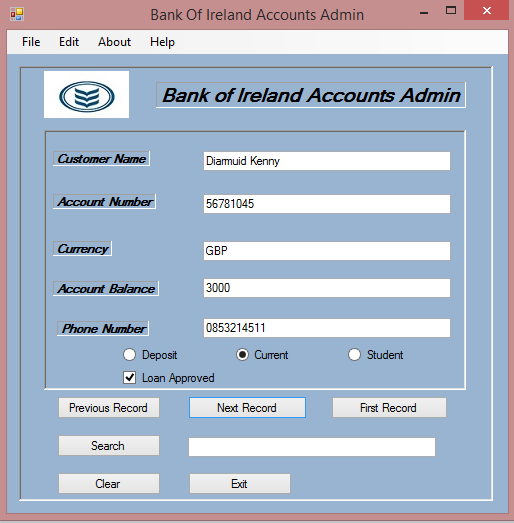 Bank Of Ireland Accounts Admin
File Edit About Help
Bank of Ireland Accounts Admin
Customer Name Diarmuid Kenny
Account Number 56781045
Currency GBP
Account Balance 3000
Phone Number 0853214511
Deposit Current Student
Loan Approved
Previous Record Next Record First Record
Search
Clear Exit